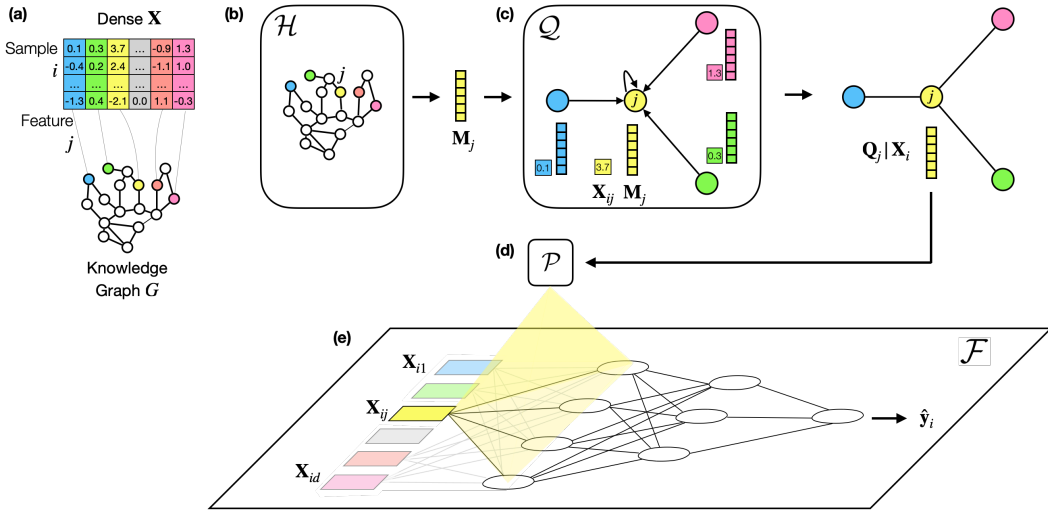 (a)
Dense X
Sample
i
0.1 0.3 3.7 ... -0.9 1.3
-0.4 0.2 2.4 ... -1.1 1.0
... ... ... ... ...
-1.3 0.4 -2.1 0.0 1.1 -0.3
Feature
j
Knowledge
Graph G
(b)
ℋ
j
M_j
(c)
𝒬
1.3
j
0.1
3.7
0.3
X_ij M_j
j
Q_j|X_i
(d)
𝒫
(e)
ℱ
X_i1
X_ij
X_id
ŷ_i